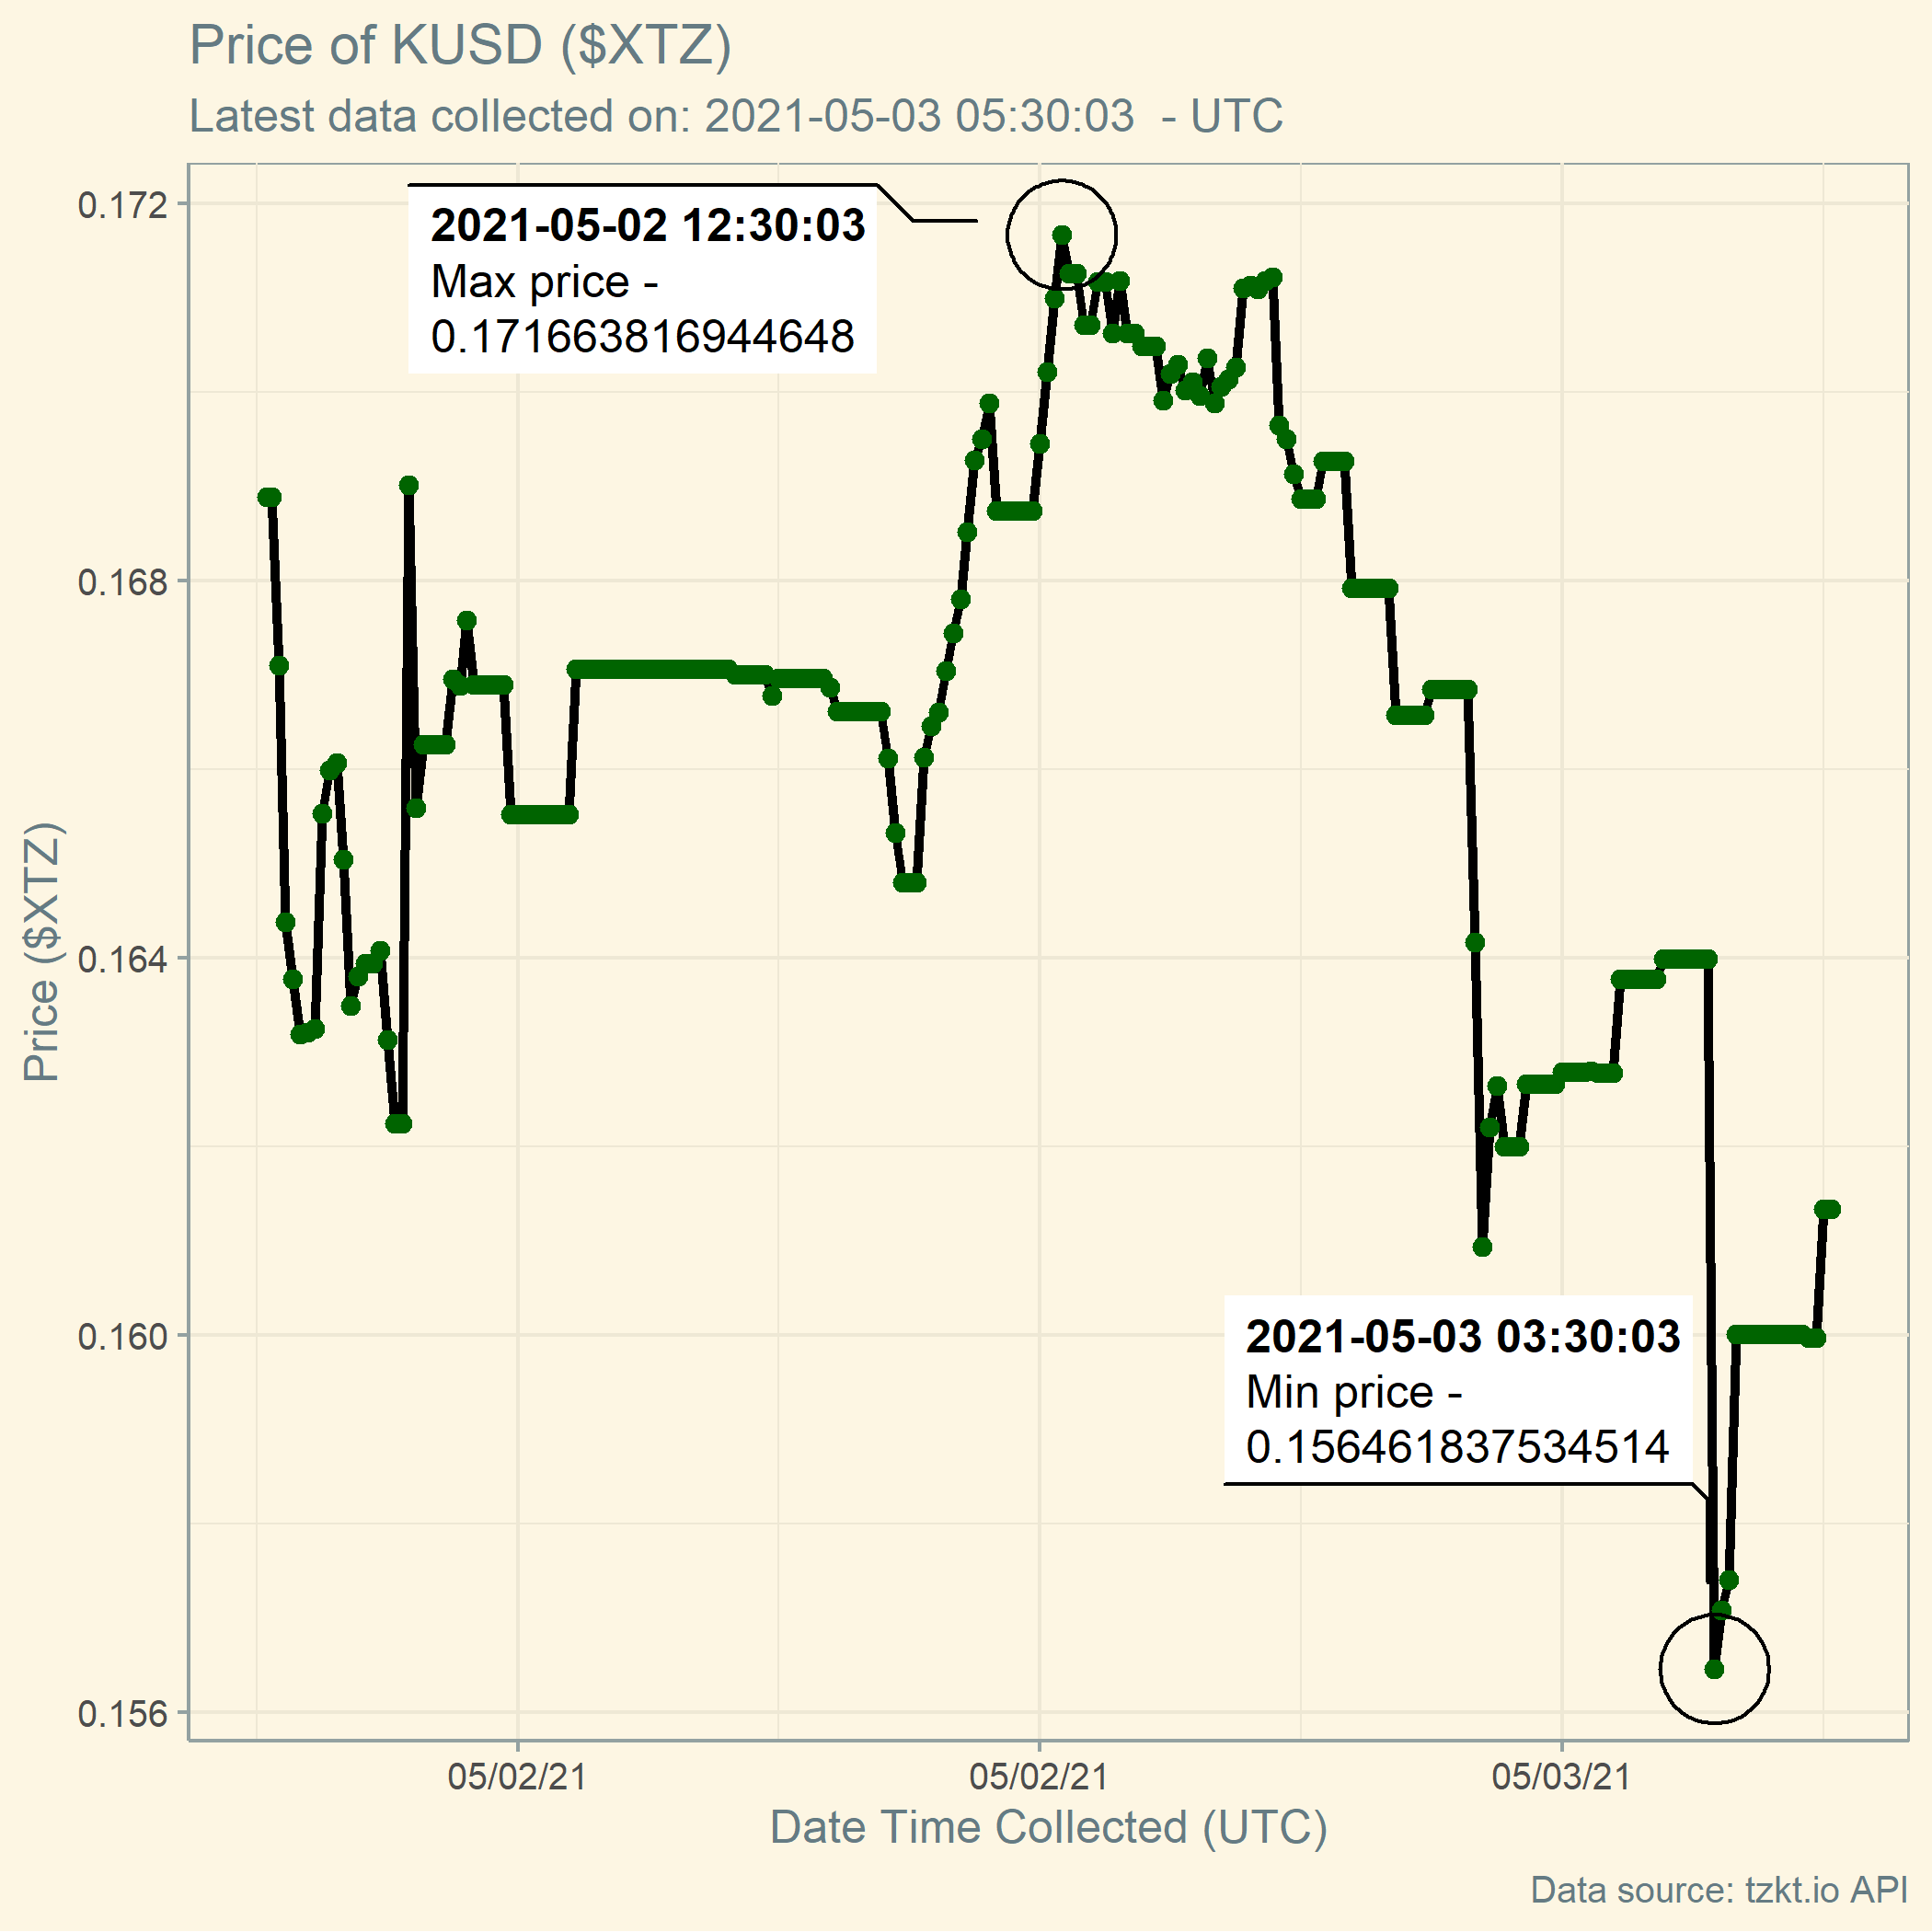 Price of KUSD ($XTZ)
Latest data collected on: 2021-05-03 05:30:03  - UTC
0.172
0.168
0.164
0.160
0.156
Price ($XTZ)
2021-05-02 12:30:03
Max price -
0.171663816944648
2021-05-03 03:30:03
Min price -
0.156461837534514
05/02/21
05/02/21
05/03/21
Date Time Collected (UTC)
Data source: tzkt.io API